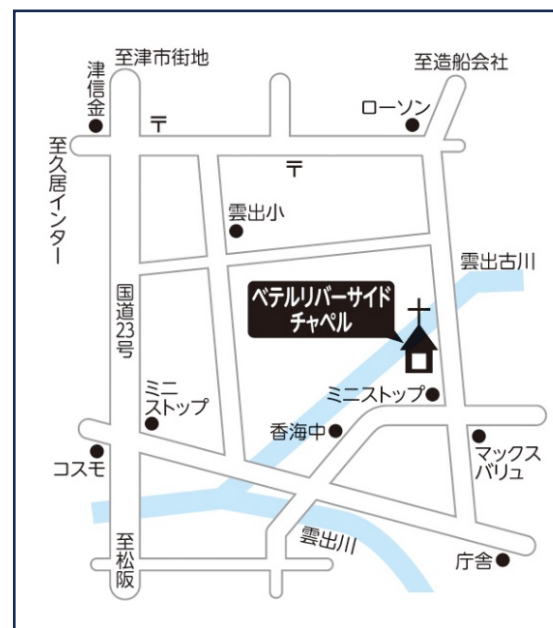 至津市街地
至造船会社
津信金
〒
ローソン
至久居インター
〒
雲出小
雲出古川
国道23号
ベテルリバーサイド
チャペル
ミニ
ストップ
ミニストップ
香海中
マックス
バリュ
コスモ
雲出川
至松阪
庁舎